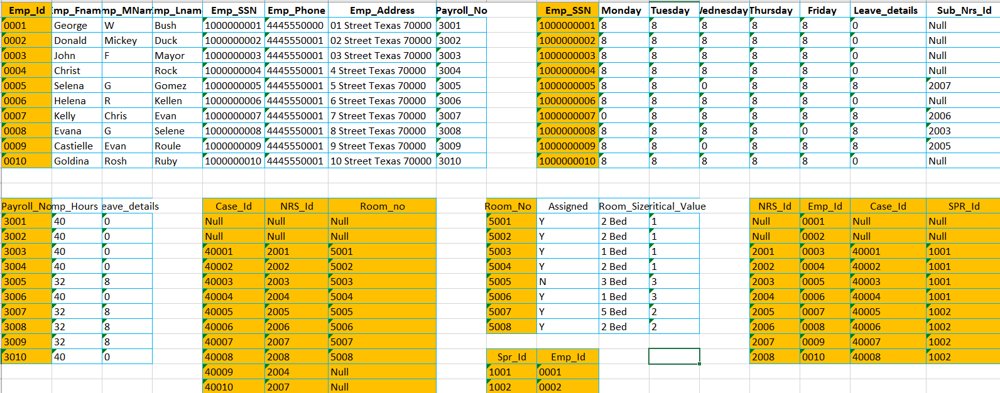 Emp_Id Emp_Fnam mp_MNam Emp_Lnam Emp_SSN Emp_Phone Emp_Address Payroll_No Emp_SSN Monday Tuesday Wednesday Thursday Friday Leave_details Sub_Nrs_Id
0001 George W Bush 1000000001 4445550000 01 Street Texas 70000 3001 1000000001 8 8 8 8 8 0 Null
0002 Donald Mickey Duck 1000000002 4445550001 02 Street Texas 70000 3002 1000000002 8 8 8 8 8 0 Null
0003 John F Mayor 1000000003 4445550001 03 Street Texas 70000 3003 1000000003 8 8 8 8 8 0 Null
0004 Christ Rock 1000000004 4445550001 4 Street Texas 70000 3004 1000000004 8 8 8 8 8 0 Null
0005 Selena G Gomez 1000000005 4445550001 5 Street Texas 70000 3005 1000000005 8 8 0 8 8 8 2007
0006 Helena R Kellen 1000000006 4445550001 6 Street Texas 70000 3006 1000000006 8 8 8 8 8 0 Null
0007 Kelly Chris Evan 1000000007 4445550001 7 Street Texas 70000 3007 1000000007 0 8 8 8 8 8 2006
0008 Evana G Selene 1000000008 4445550001 8 Street Texas 70000 3008 1000000008 8 8 8 8 0 8 2003
0009 Castielle Evan Roule 1000000009 4445550001 9 Street Texas 70000 3009 1000000009 8 8 0 8 8 8 2005
0010 Goldina Rosh Ruby 1000000010 4445550001 10 Street Texas 70000 3010 1000000010 8 8 8 8 8 0 Null
Payroll_No mp_Hours eave_details Case_Id NRS_Id Room_no Room_No Assigned Room_Size ritical_Value NRS_Id Emp_Id Case_Id SPR_Id
3001 40 0 Null Null Null 5001 Y 2 Bed 1 Null 0001 Null Null
3002 40 0 Null Null Null 5002 Y 2 Bed 1 Null 0002 Null Null
3003 40 0 40001 2001 5001 5003 Y 1 Bed 1 2001 0003 40001 1001
3004 40 0 40002 2002 5002 5004 Y 2 Bed 1 2002 0004 40002 1001
3005 32 8 40003 2003 5003 5005 N 3 Bed 3 2003 0005 40003 1001
3006 40 0 40004 2004 5004 5006 Y 1 Bed 3 2004 0006 40004 1001
3007 32 8 40005 2005 5005 5007 Y 5 Bed 2 2005 0007 40005 1002
3008 32 8 40006 2006 5006 5008 Y 2 Bed 2 2006 0008 40006 1002
3009 32 8 40007 2007 5007 2007 0009 40007 1002
3010 40 0 40008 2008 5008 Spr_Id Emp_Id 2008 0010 40008 1002
40009 2004 Null 1001 0001
40010 2007 Null 1002 0002